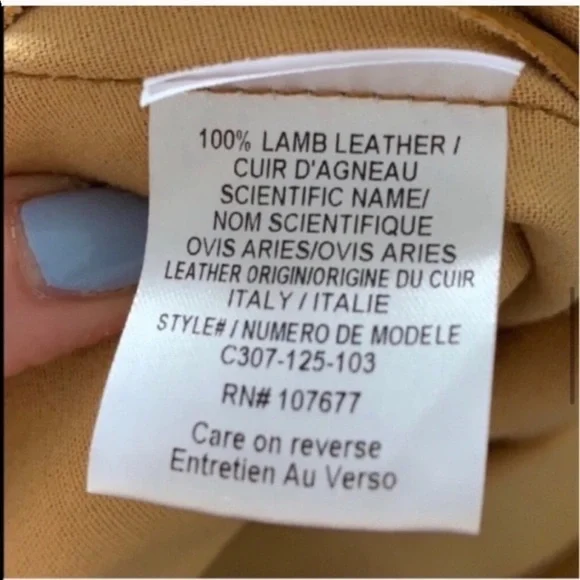 100% LAMB LEATHER /
CUIR D'AGNEAU
SCIENTIFIC NAME/
NOM SCIENTIFIQUE
OVIS ARIES/OVIS ARIES
LEATHER ORIGIN/ORIGINE DU CUIR
ITALY / ITALIE
STYLE# / NUMERO DE MODELE
C307-125-103
RN# 107677
Care on reverse
Entretien Au Verso